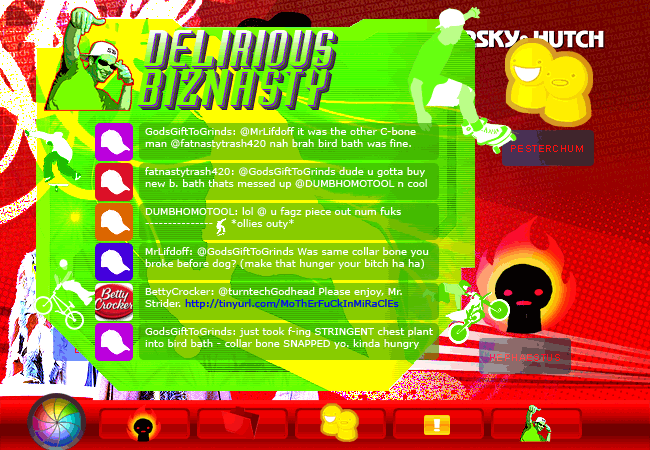 RSKY & HUTCH
DELIRIOUS
BIZNASTY
PESTERCHUM
GodsGiftToGrinds: @MrLifdoff it was the other C-bone
man @fatnastytrash420 nah brah bird bath was fine.
fatnastytrash420: @GodsGiftToGrinds dude u gotta buy
new b. bath thats messed up @DUMBHOMOTOOL n cool
DUMBHOMOTOOL: lol @ u fagz piece out num fuks
--------------- *ollies outy*
MrLifdoff: @GodsGiftToGrinds Was same collar bone you
broke before dog? (make that hunger your bitch ha ha)
BettyCrocker: @turntechGodhead Please enjoy, Mr.
Strider. http://tinyurl.com/MoThErFuCkInMiRaClEs
Betty
Crocker
GodsGiftToGrinds: just took f-ing STRINGENT chest plant
into bird bath - collar bone SNAPPED yo. kinda hungry